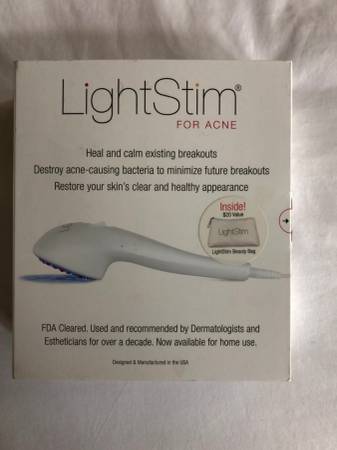 LightStim®
FOR ACNE
Heal and calm existing breakouts
Destroy acne-causing bacteria to minimize future breakouts
Restore your skin's clear and healthy appearance
Inside!
$20 Value
LightStim
LightStim Beauty Bag
FDA Cleared. Used and recommended by Dermatologists and
Estheticians for over a decade. Now available for home use.
Designed & Manufactured in the USA